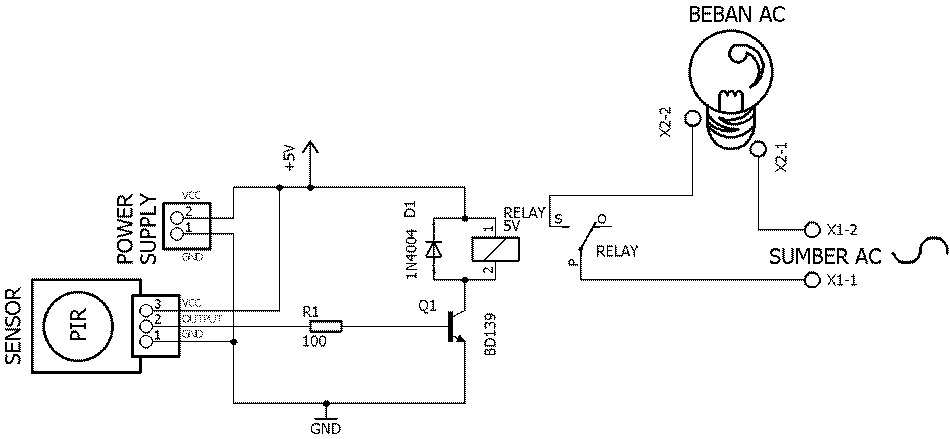 BEBAN AC
X2-2
X2-1
+5V
POWER
SUPPLY
VCC
2
1
GND
D1
1N4004
1
2
RELAY
5V
S
O
P
RELAY
X1-2
SUMBER AC
X1-1
SENSOR
PIR
3
2
1
VCC
OUTPUT
GND
R1
100
Q1
BD139
GND